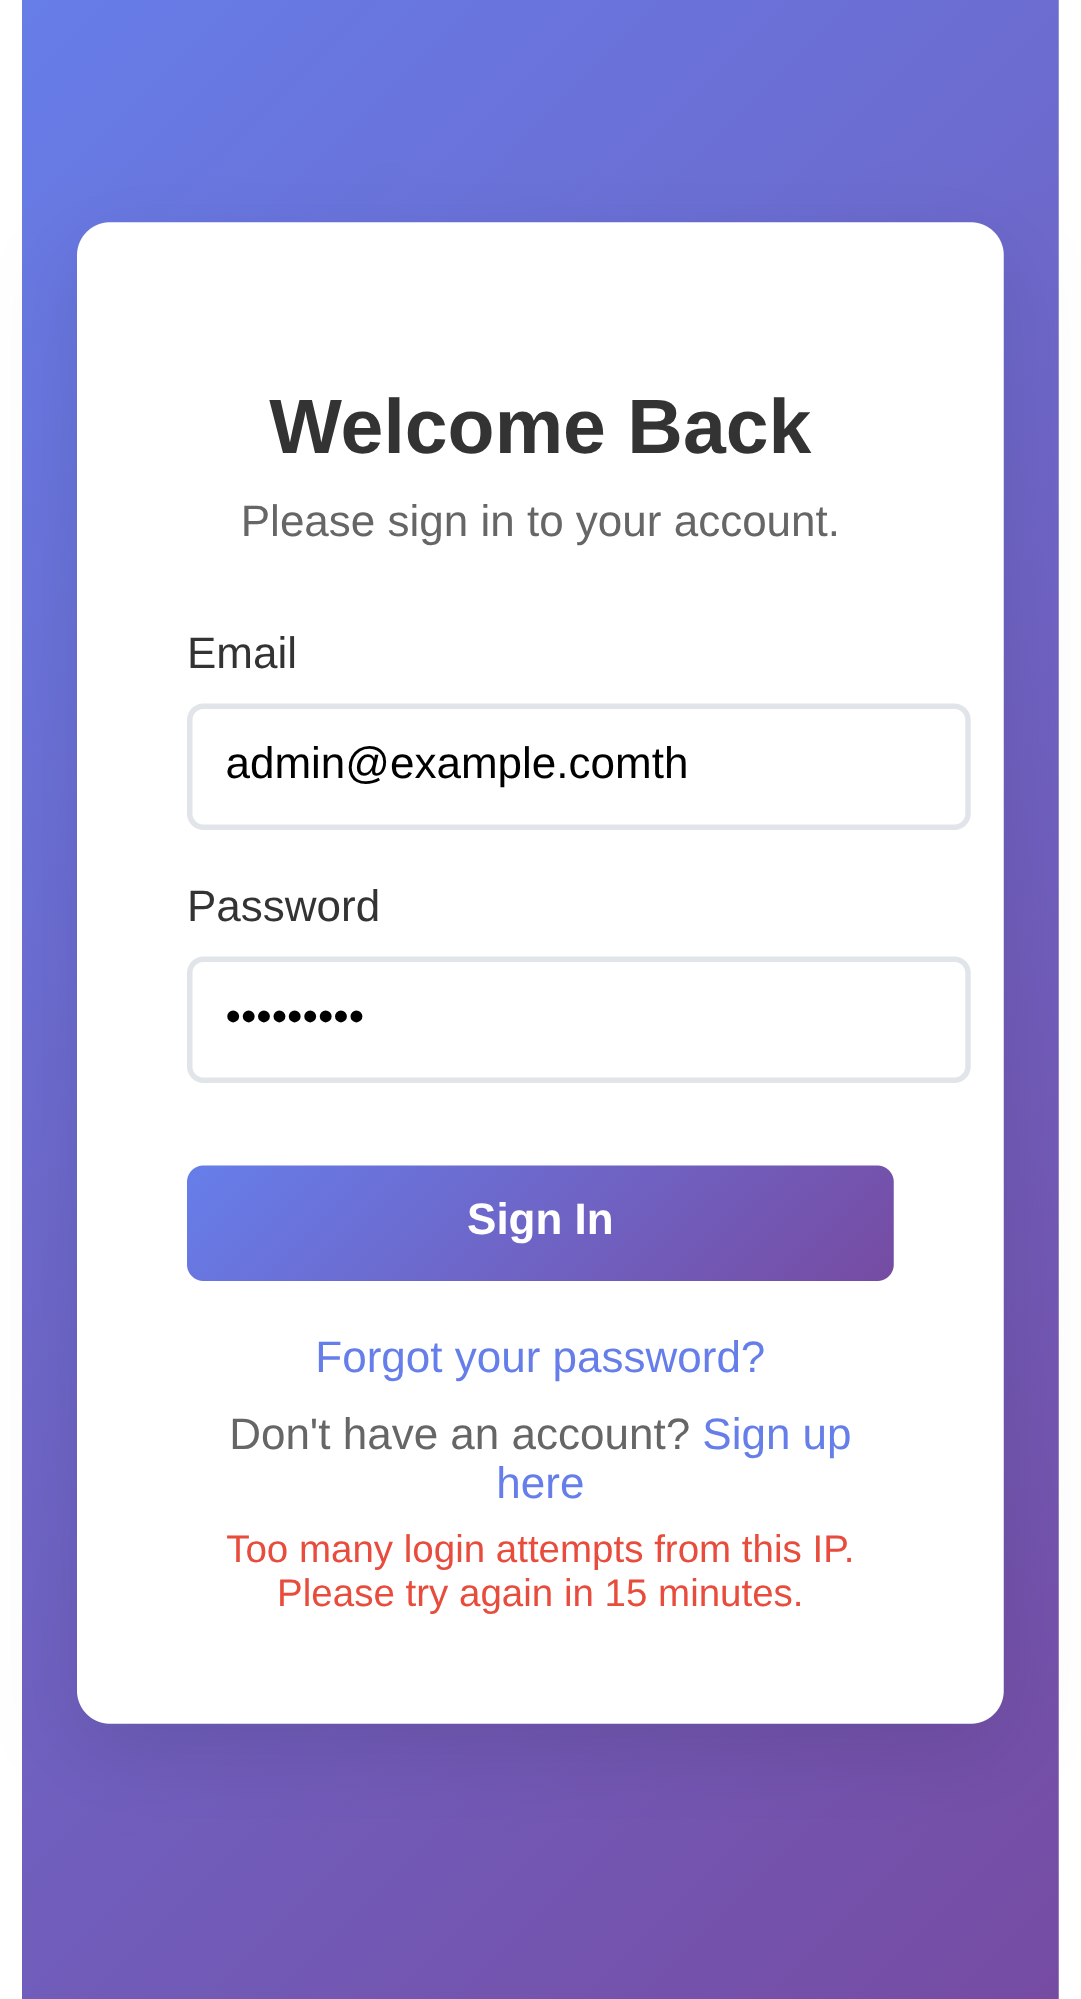 Welcome Back
Please sign in to your account.
Email
admin@example.comth
Password
•••••••••
Sign In
Forgot your password?
Don't have an account? Sign up
here
Too many login attempts from this IP.
Please try again in 15 minutes.